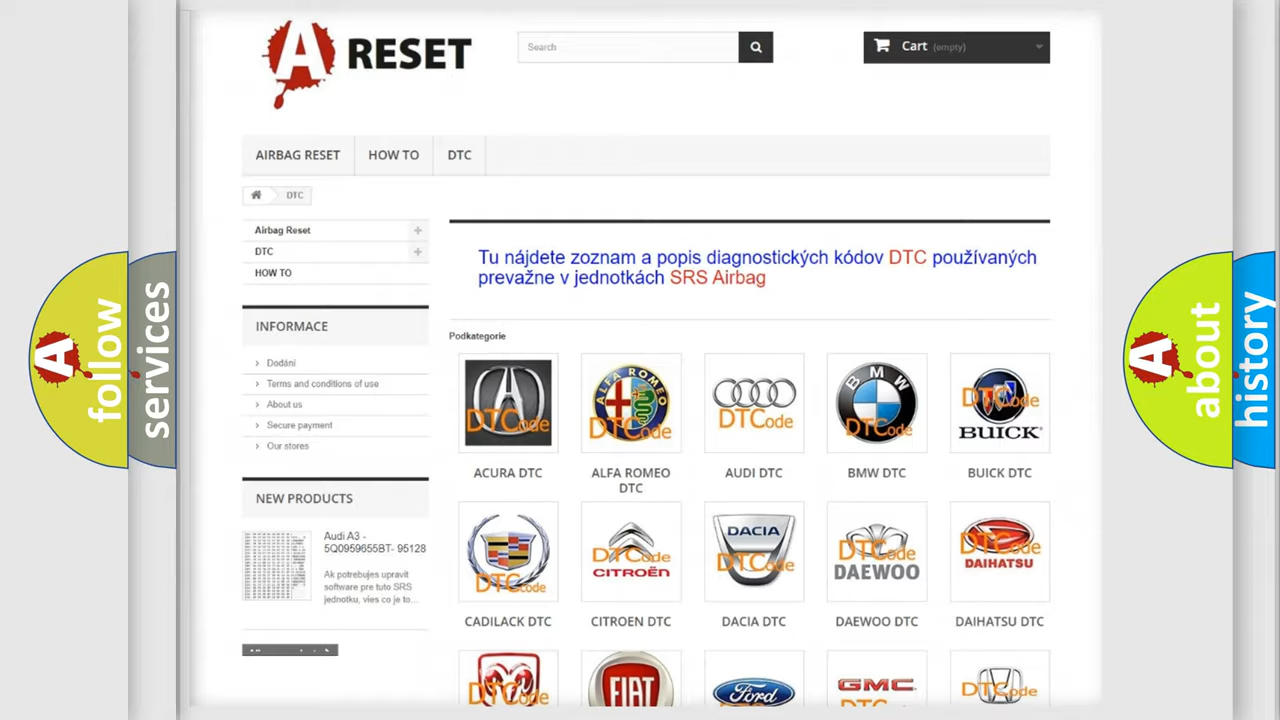 A RESET
Search
Cart (empty)
AIRBAG RESET
HOW TO
DTC
DTC
Airbag Reset
DTC
HOW TO
INFORMACE
Dodání
Terms and conditions of use
About us
Secure payment
Our stores
NEW PRODUCTS
Audi A3 -
5Q0959655BT- 95128
Ak potrebujes upravit
software pre tuto SRS
jednotku, vies co je to...
Tu nájdete zoznam a popis diagnostických kódov DTC používaných
prevažne v jednotkách SRS Airbag
Podkategorie
DTCode
ALFA ROMEO
DTCode
DTCode
BMW
DTCode
DTCode
BUICK
ACURA DTC
ALFA ROMEO
DTC
AUDI DTC
BMW DTC
BUICK DTC
DTCode
DTCode
CITROËN
DACIA
DTCode
DTCode
DAEWOO
DTCode
DAIHATSU
CADILACK DTC
CITROEN DTC
DACIA DTC
DAEWOO DTC
DAIHATSU DTC
DTCode
FIAT
Ford
GMC
DTCode
A follow
services
A about
history